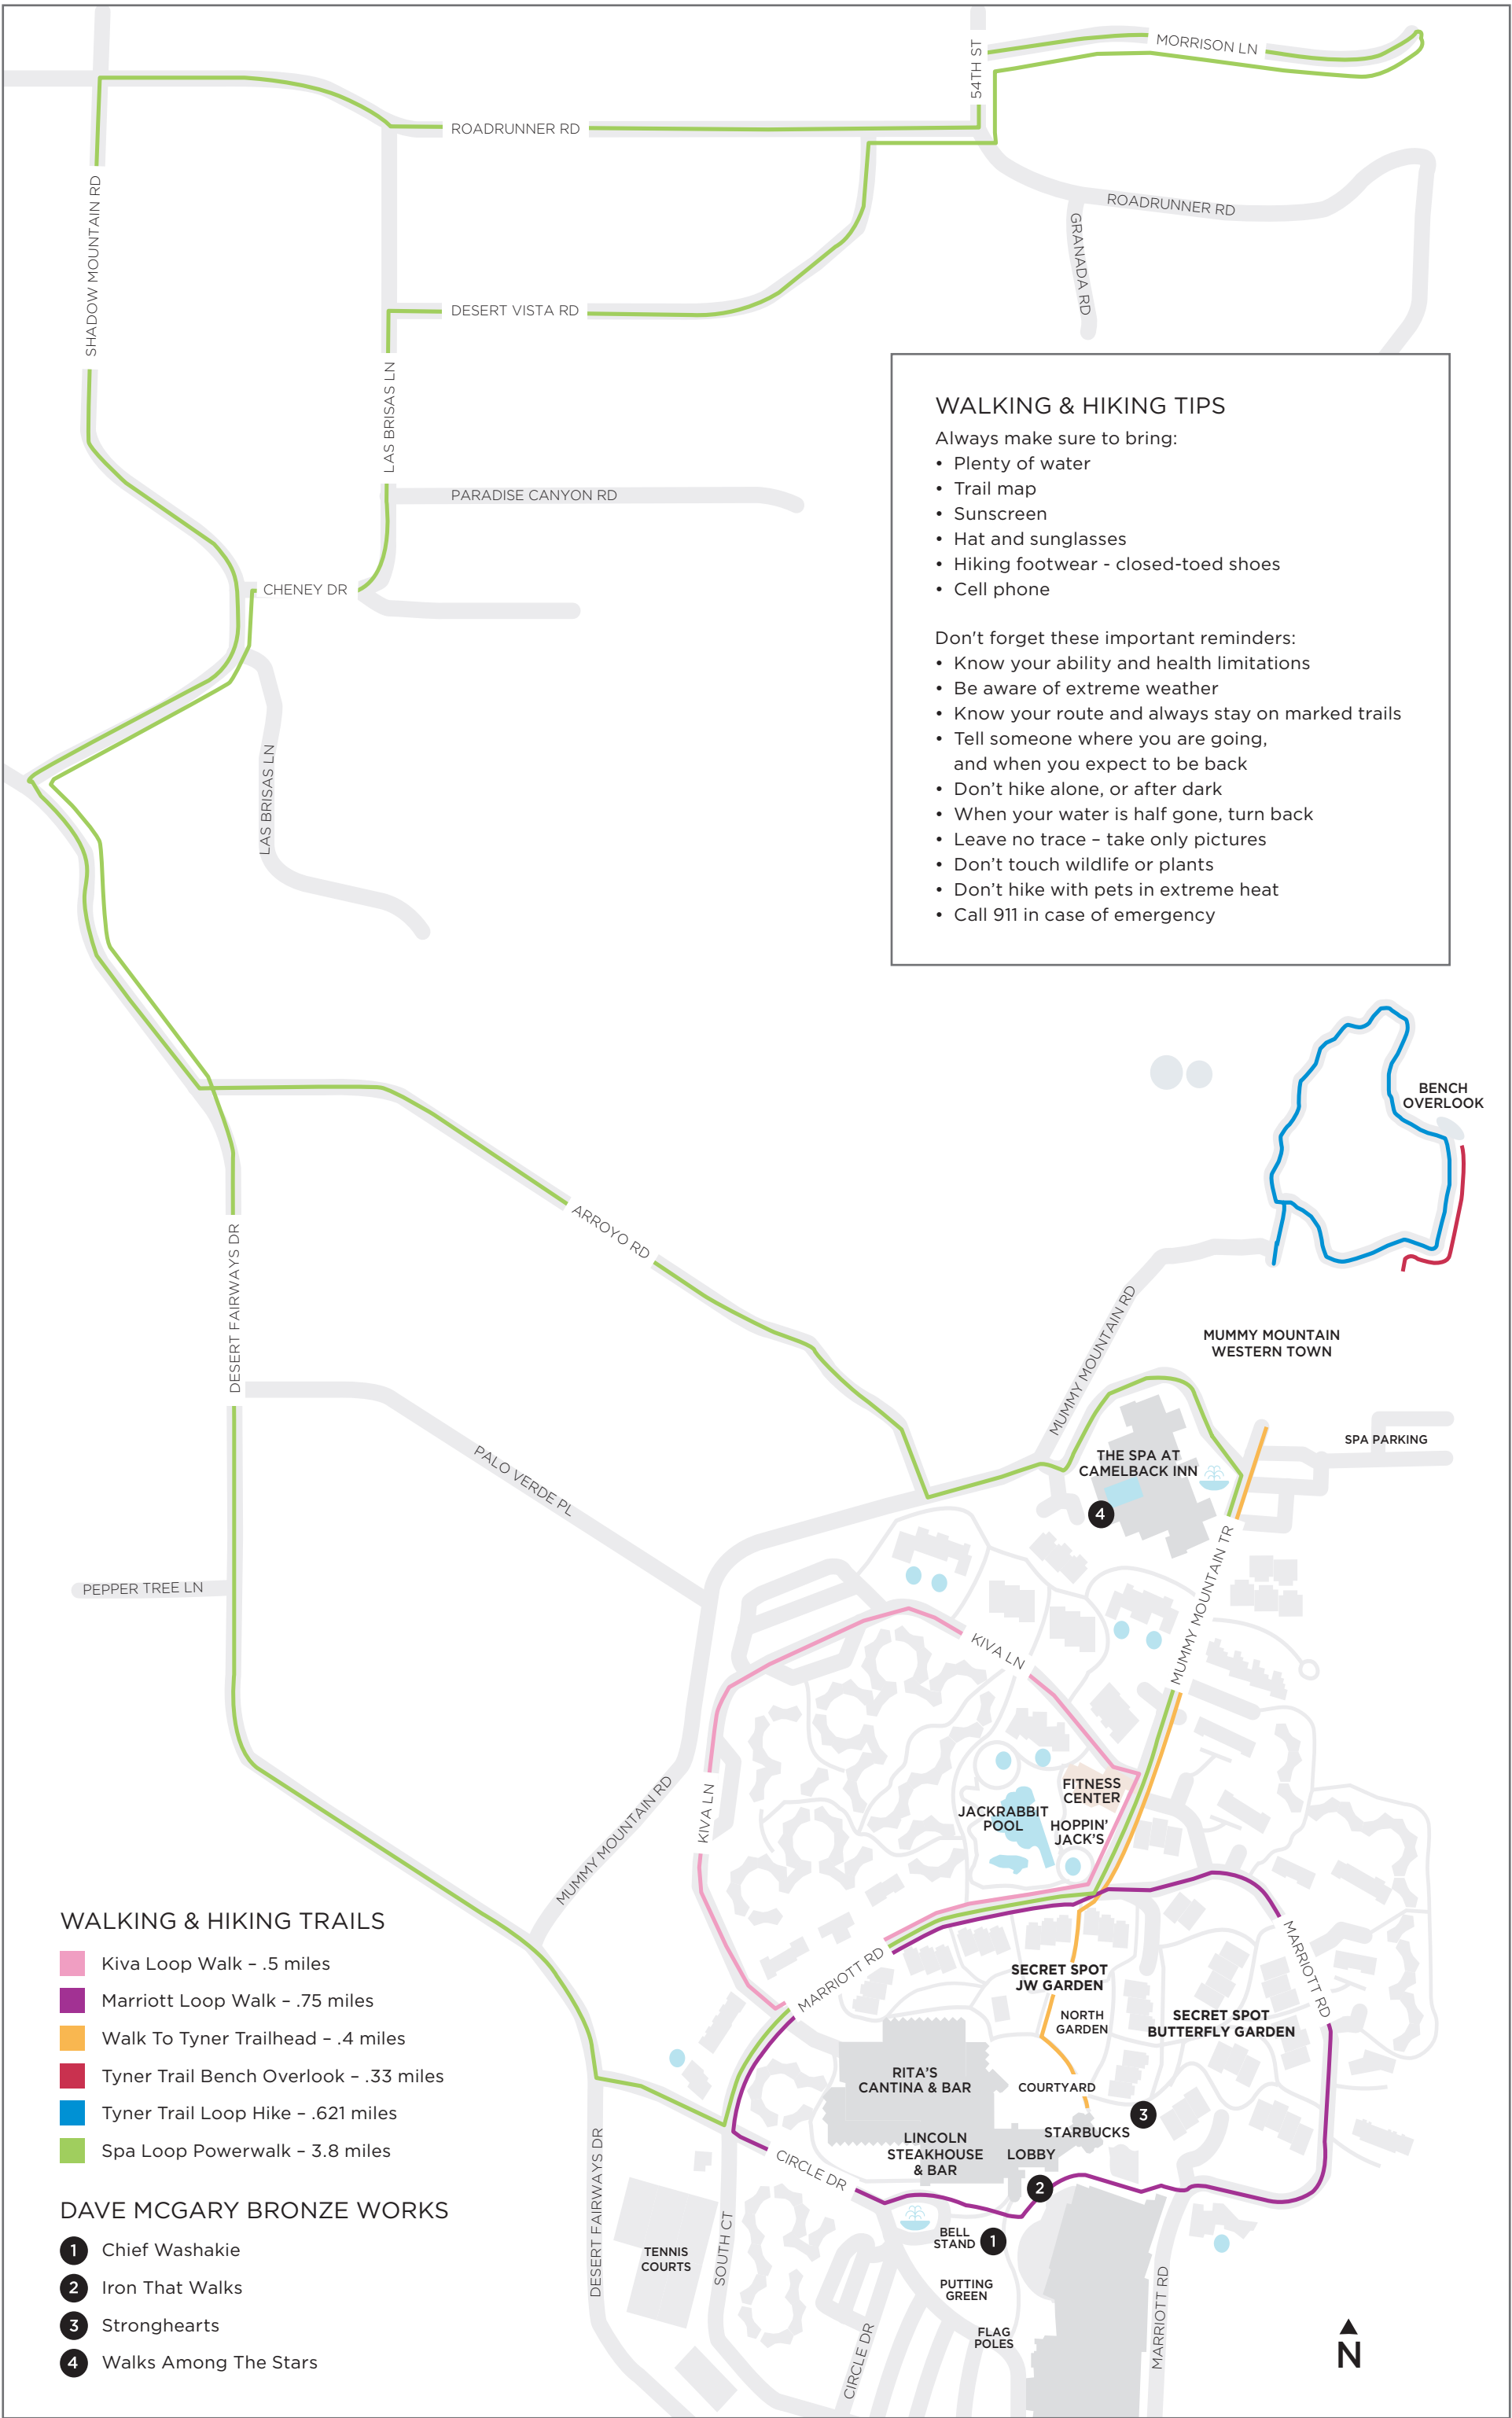 MORRISON LN
54TH ST
ROADRUNNER RD
SHADOW MOUNTAIN RD
ROADRUNNER RD
GRANADA RD
DESERT VISTA RD
LAS BRISAS LN
PARADISE CANYON RD
CHENEY DR
LAS BRISAS LN
WALKING & HIKING TIPS
Always make sure to bring:
• Plenty of water
• Trail map
• Sunscreen
• Hat and sunglasses
• Hiking footwear - closed-toed shoes
• Cell phone
Don't forget these important reminders:
• Know your ability and health limitations
• Be aware of extreme weather
• Know your route and always stay on marked trails
• Tell someone where you are going,
and when you expect to be back
• Don’t hike alone, or after dark
• When your water is half gone, turn back
• Leave no trace – take only pictures
• Don’t touch wildlife or plants
• Don’t hike with pets in extreme heat
• Call 911 in case of emergency
BENCH
OVERLOOK
ARROYO RD
DESERT FAIRWAYS DR
MUMMY MOUNTAIN RD
MUMMY MOUNTAIN
WESTERN TOWN
SPA PARKING
THE SPA AT
CAMELBACK INN
4
PALO VERDE PL
PEPPER TREE LN
MUMMY MOUNTAIN TR
KIVA LN
KIVA LN
MUMMY MOUNTAIN RD
FITNESS
CENTER
JACKRABBIT
POOL
HOPPIN’
JACK’S
MARRIOTT RD
MARRIOTT RD
SECRET SPOT
JW GARDEN
NORTH
GARDEN
SECRET SPOT
BUTTERFLY GARDEN
RITA’S
CANTINA & BAR
COURTYARD
3
STARBUCKS
LINCOLN
STEAKHOUSE
& BAR
LOBBY
2
CIRCLE DR
BELL
STAND
1
TENNIS
COURTS
SOUTH CT
DESERT FAIRWAYS DR
PUTTING
GREEN
FLAG
POLES
CIRCLE DR
MARRIOTT RD
N
WALKING & HIKING TRAILS
Kiva Loop Walk – .5 miles
Marriott Loop Walk – .75 miles
Walk To Tyner Trailhead – .4 miles
Tyner Trail Bench Overlook – .33 miles
Tyner Trail Loop Hike – .621 miles
Spa Loop Powerwalk – 3.8 miles
DAVE MCGARY BRONZE WORKS
1 Chief Washakie
2 Iron That Walks
3 Stronghearts
4 Walks Among The Stars